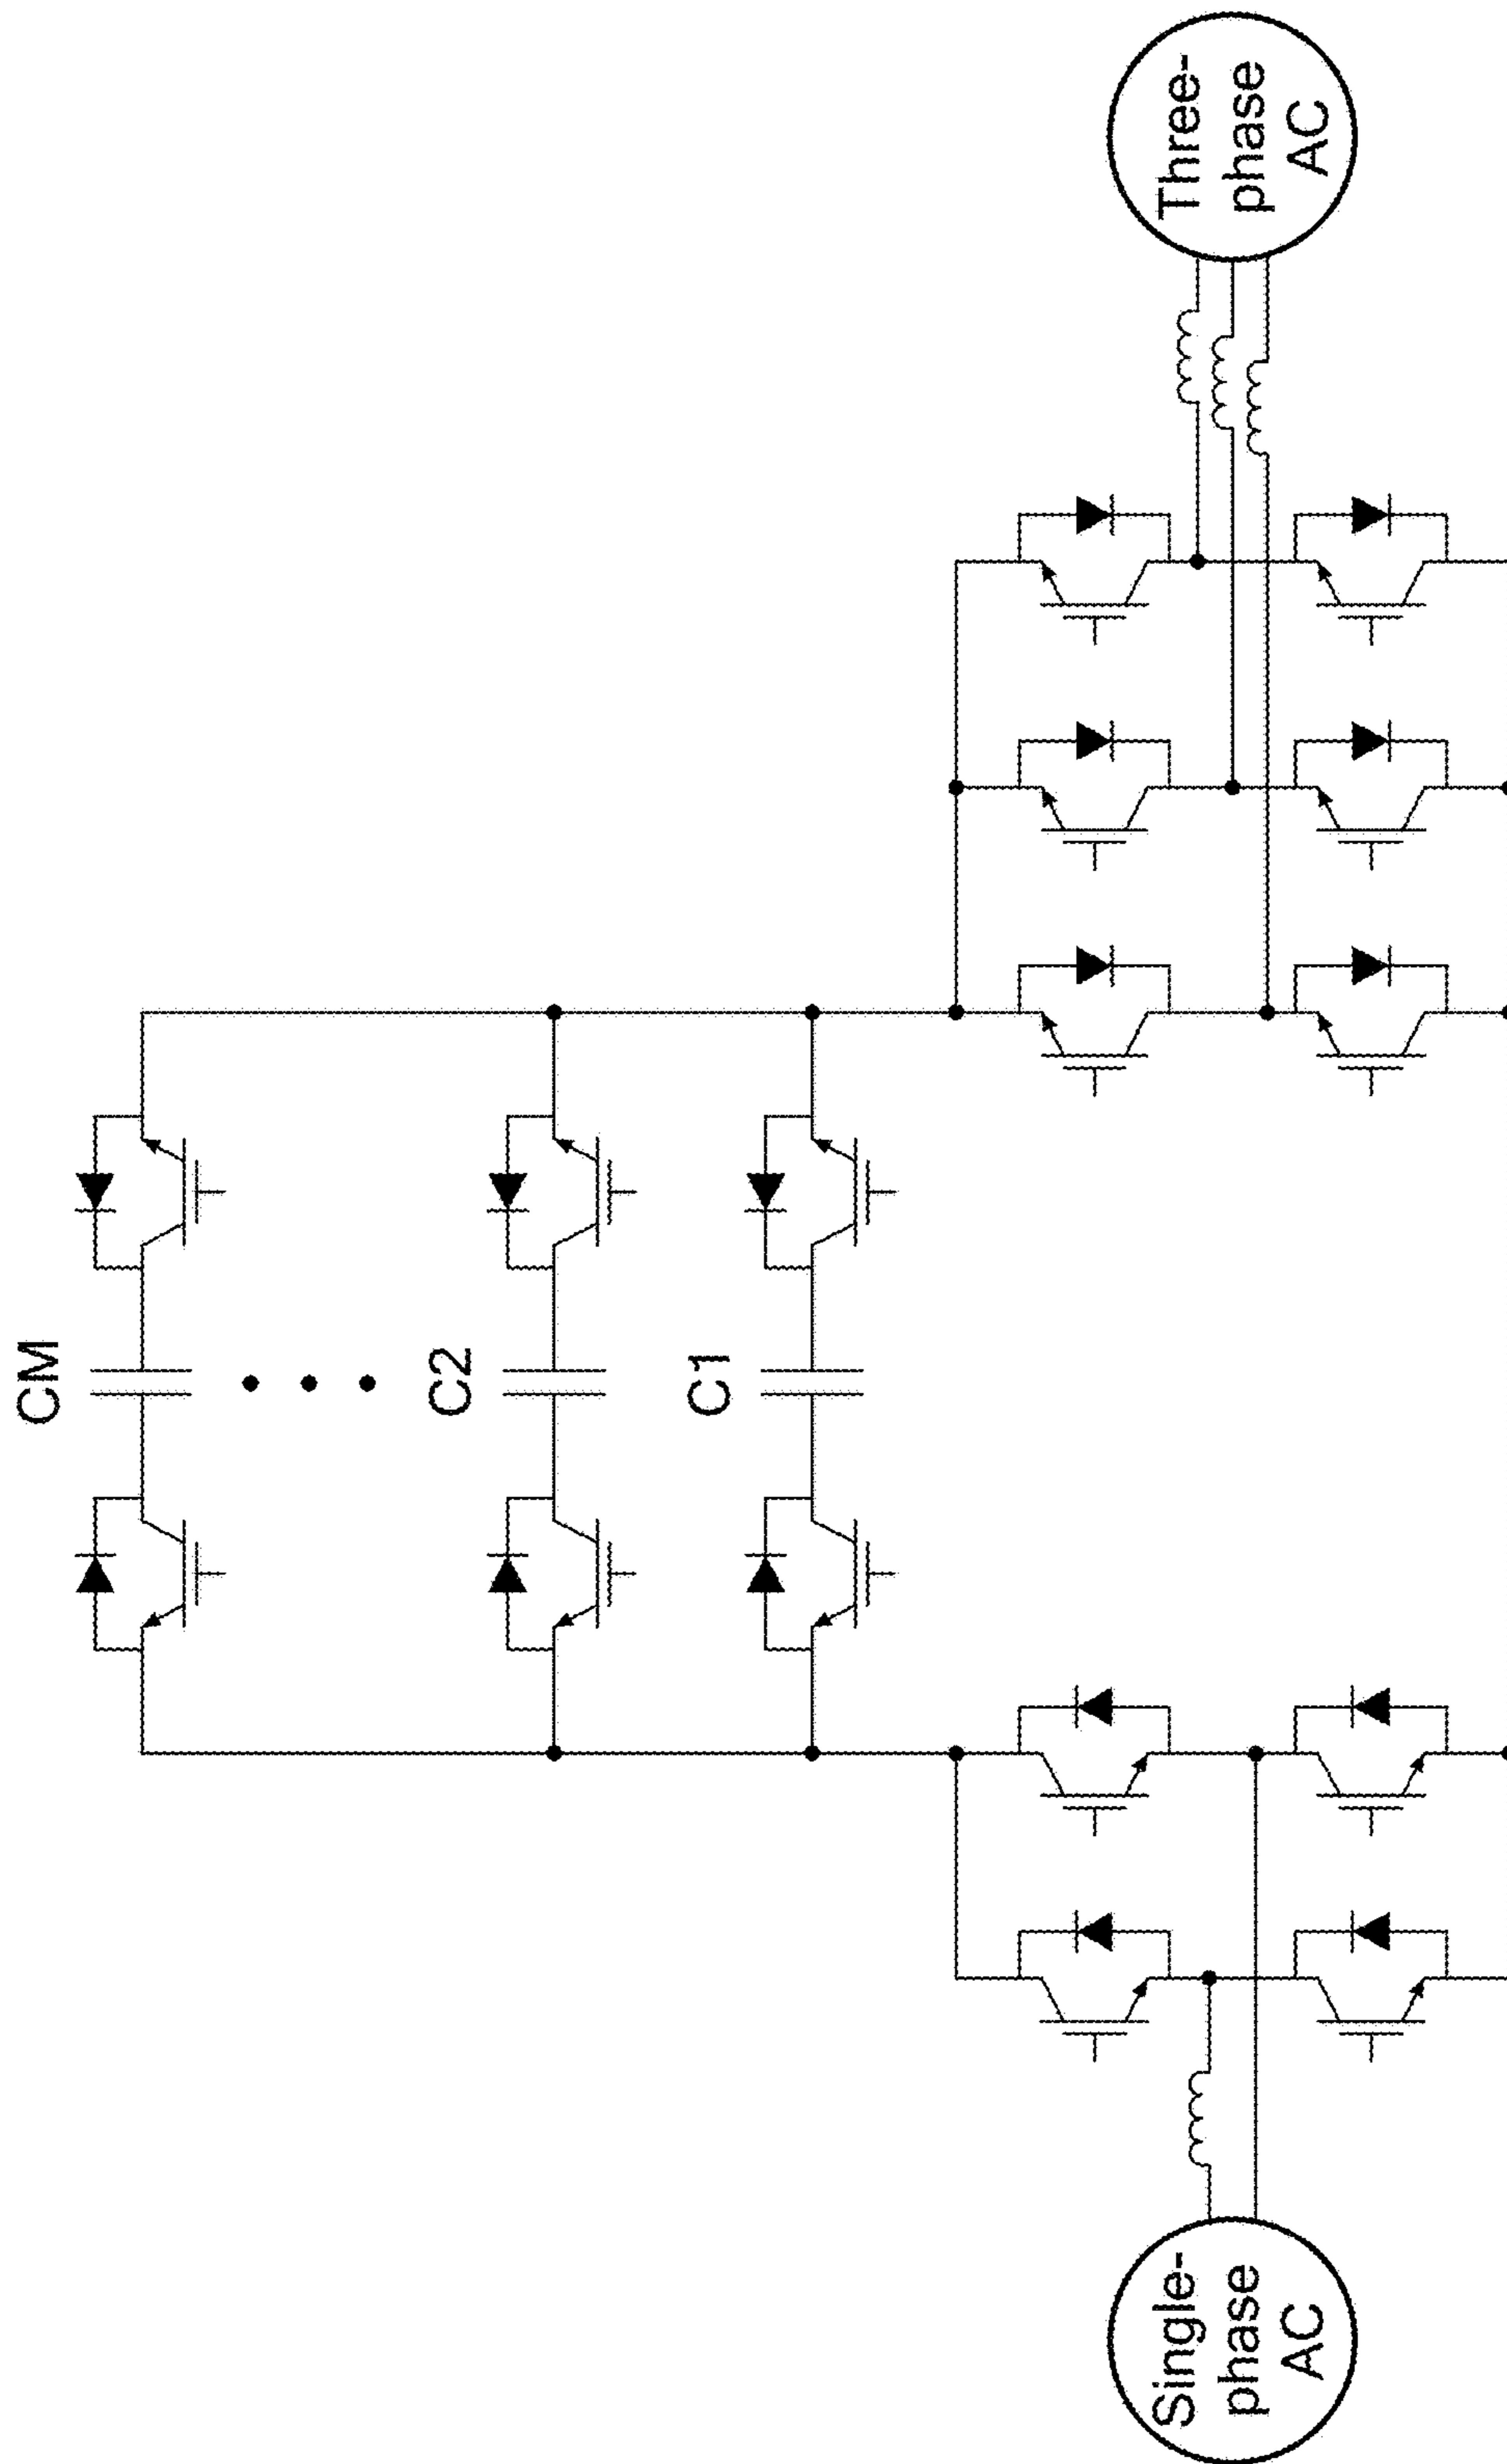 CM
C2
C1
Three-
phase
AC
Single-
phase
AC